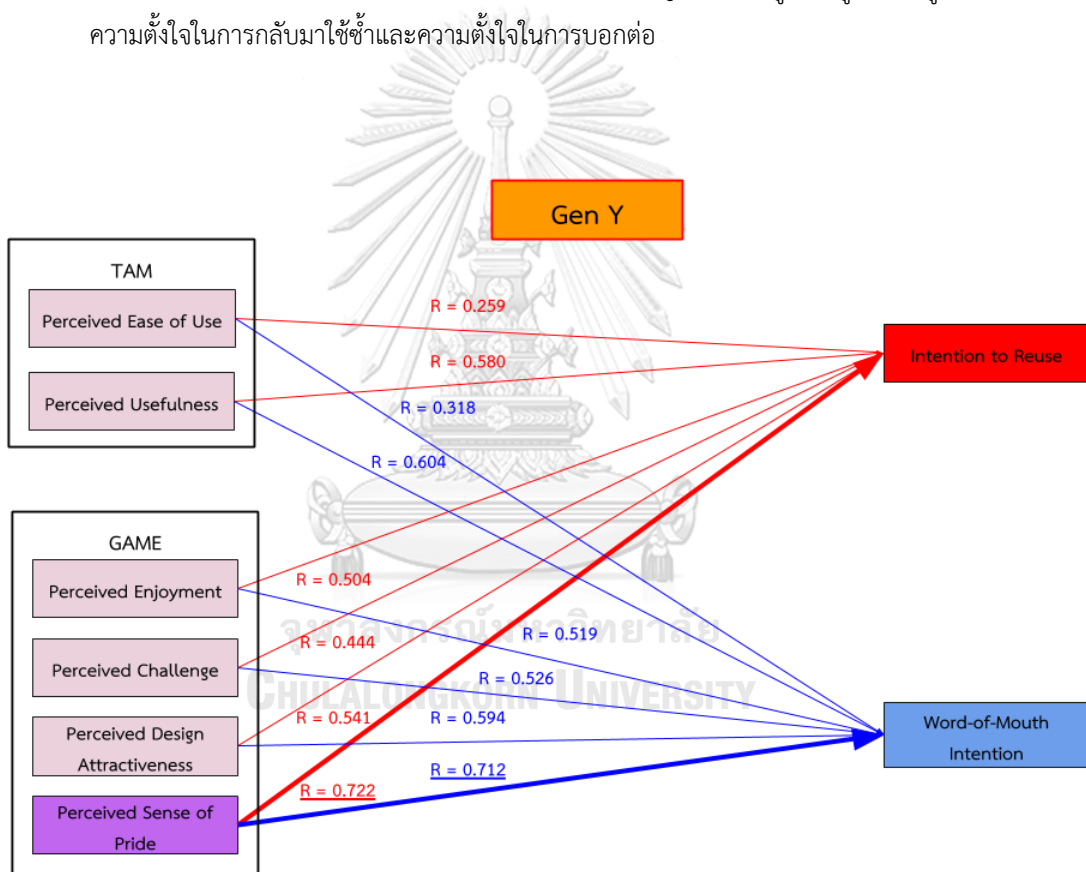 ความตั้งใจในการกลับมาใช้ซ้ำและความตั้งใจในการบอกต่อ
Gen Y
TAM
Perceived Ease of Use
R = 0.259
Intention to Reuse
R = 0.580
Perceived Usefulness
R = 0.318
R = 0.604
GAME
Perceived Enjoyment
R = 0.504
จุฬาลงกรณ์มหาวิทยาลัย
R = 0.519
R = 0.444
Perceived Challenge
R = 0.526
CHULALONGKORN UNIVERSITY
R = 0.541
R = 0.594
Perceived Design
Attractiveness
Word-of-Mouth
Intention
R = 0.712
R = 0.722
Perceived Sense of
Pride